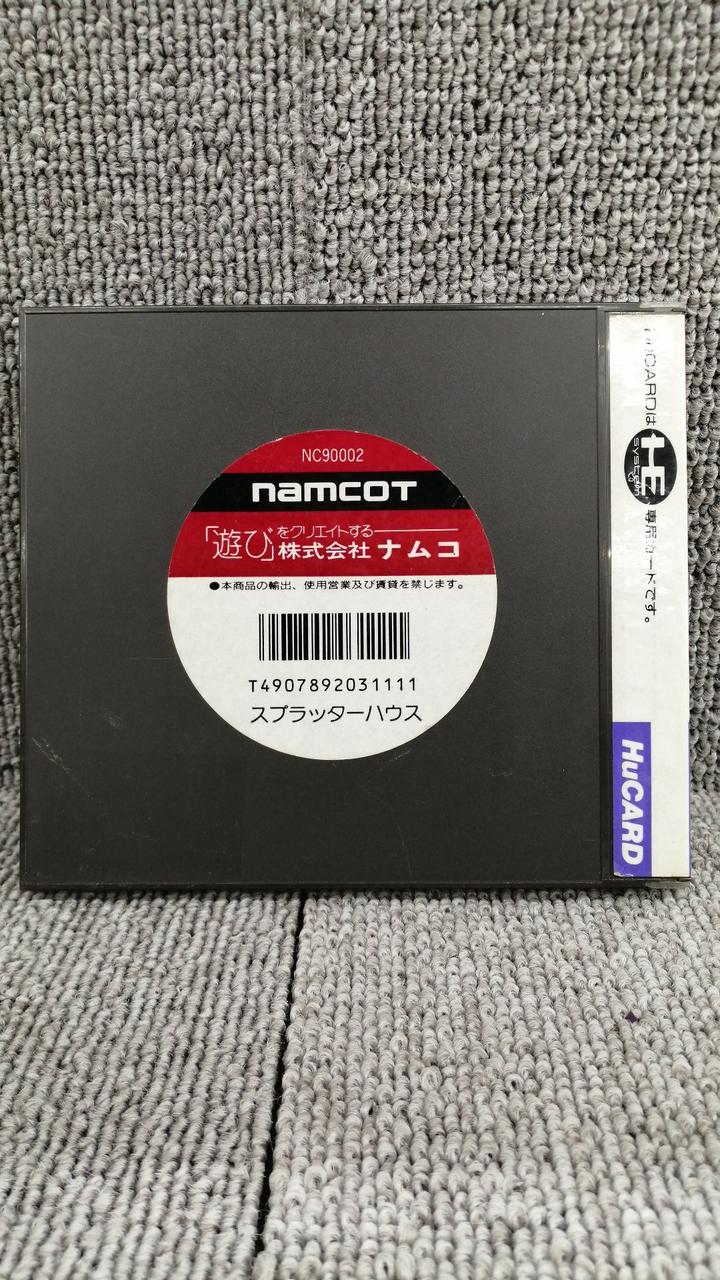 NC90002
namcot
「遊び」をクリエイトする
株式会社ナムコ
●本商品の輸出、使用営業及び賃貸を禁じます。
T4907892031111
スプラッターハウス
HuCARDは HE SYSTEM 専用カードです。
HuCARD